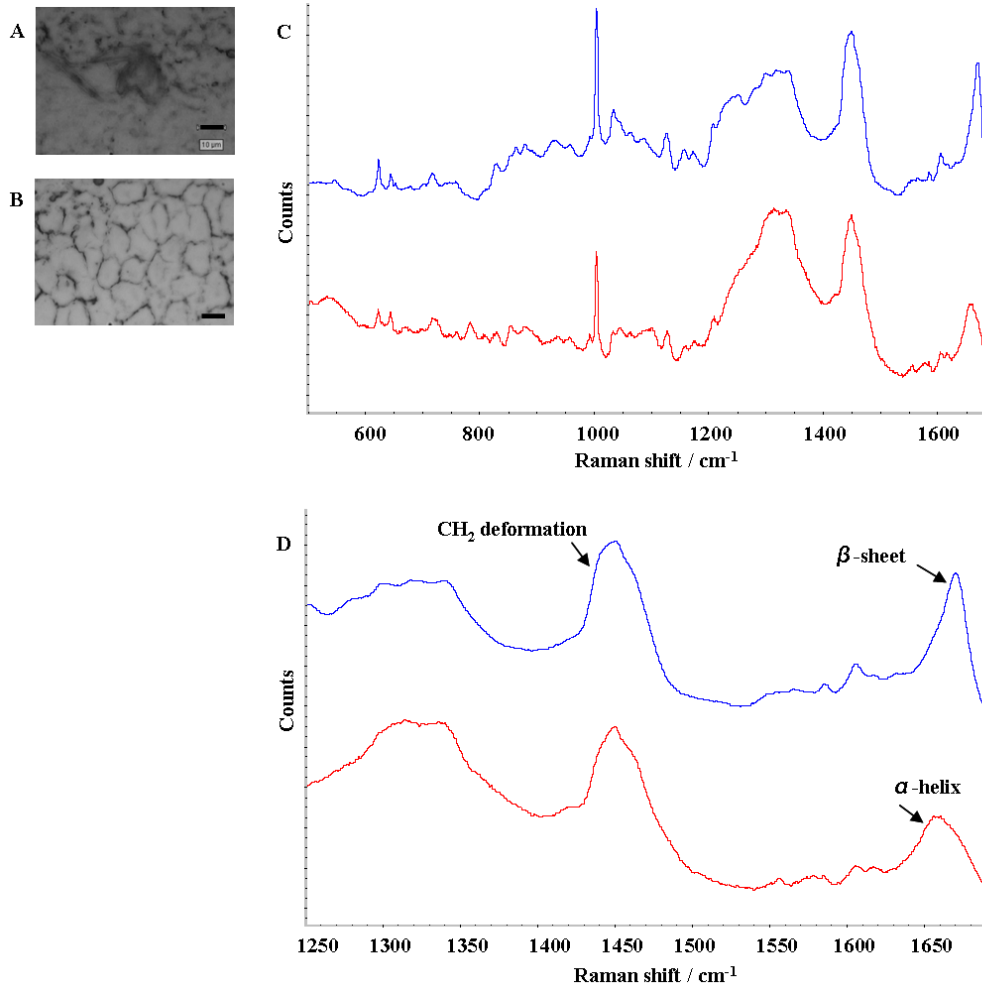 A
10 μm
B
C
Counts
600 800 1000 1200 1400 1600
Raman shift / cm-1
D
CH2 deformation
β-sheet
α-helix
Counts
1250 1300 1350 1400 1450 1500 1550 1600 1650
Raman shift / cm-1